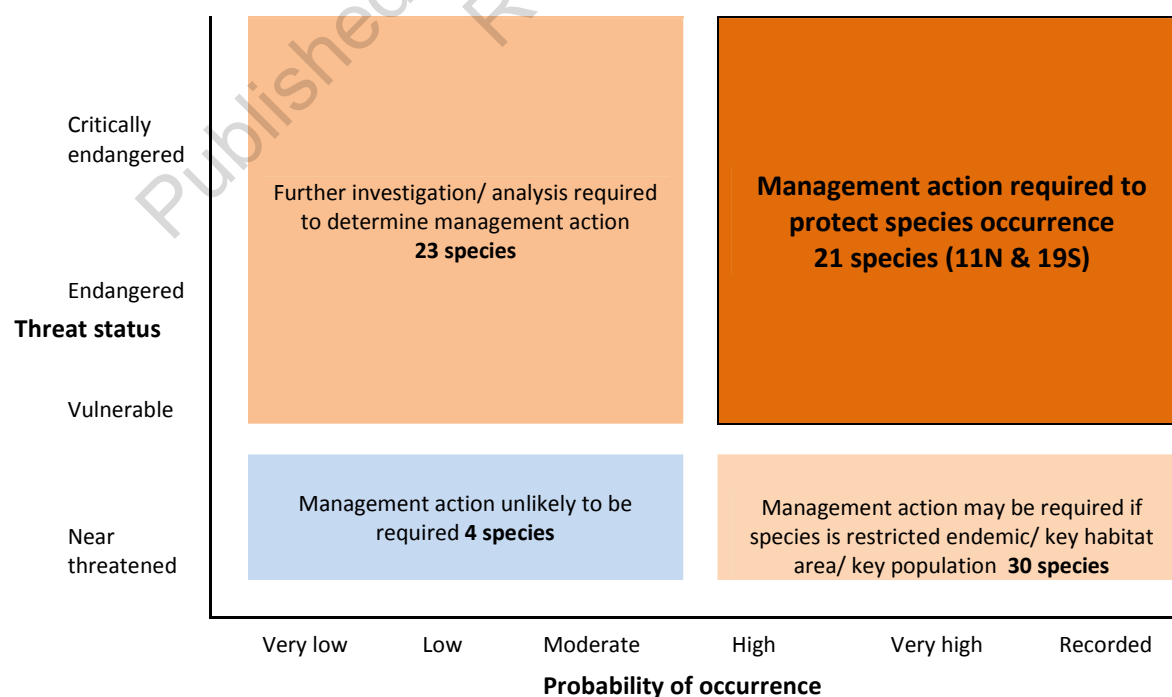 Published
R
Critically
endangered
Further investigation/ analysis required
to determine management action
23 species
Management action required to
protect species occurrence
21 species (11N & 19S)
Endangered
Threat status
Vulnerable
Management action unlikely to be
required 4 species
Management action may be required if
species is restricted endemic/ key habitat
area/ key population 30 species
Near
threatened
Very low Low Moderate High Very high Recorded
Probability of occurrence